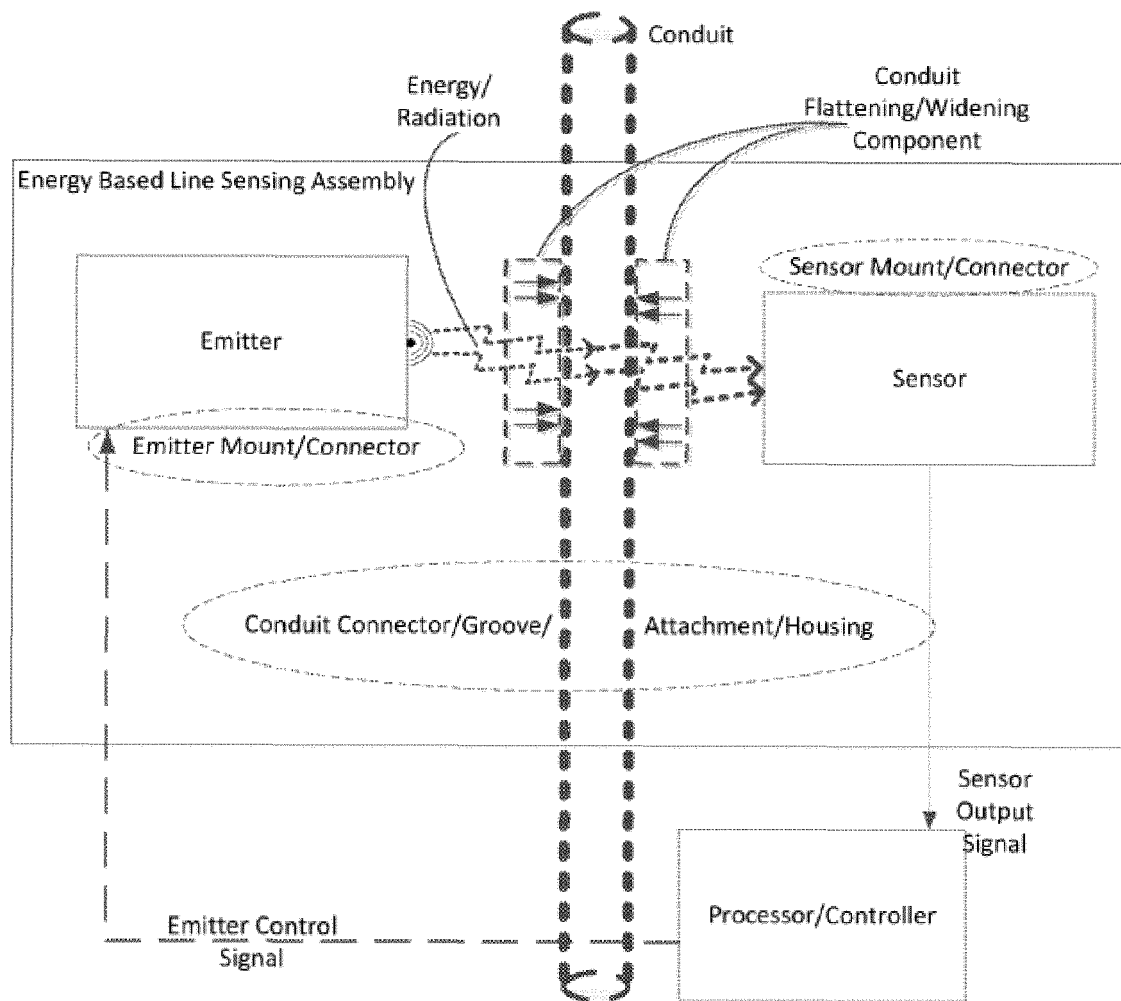 Conduit
Energy/
Radiation
Conduit
Flattening/Widening
Component
Energy Based Line Sensing Assembly
Sensor Mount/Connector
Emitter
Sensor
Emitter Mount/Connector
Conduit Connector/Groove/
Attachment/Housing
Sensor
Output
Signal
Processor/Controller
Emitter Control
Signal